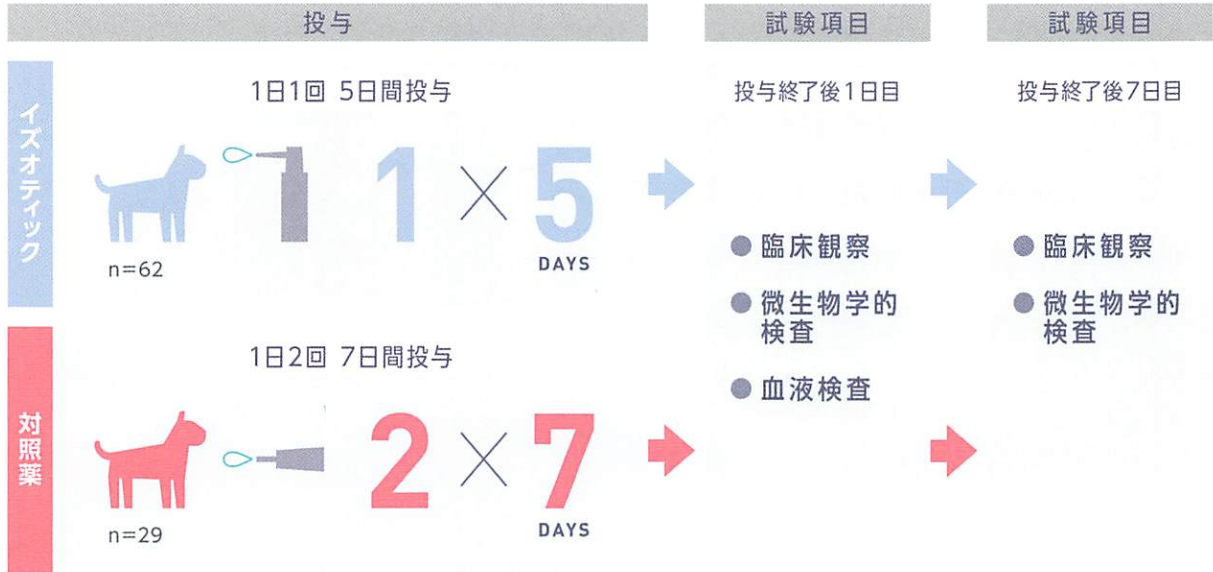 投与
試験項目
試験項目
イズオティック
1日1回 5日間投与
1×5
DAYS
n=62
対照薬
1日2回 7日間投与
2×7
DAYS
n=29
投与終了後1日目
●臨床観察
●微生物学的
検査
●血液検査
投与終了後7日目
●臨床観察
●微生物学的
検査